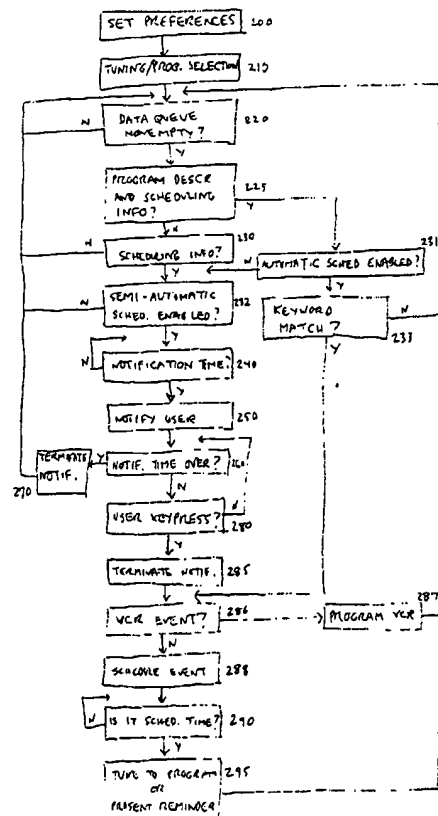 SET PREFERENCES 200
TUNING/PROG. SELECTION 215
N DATA QUEUE 220
NONEMPTY?
Y
PROGRAM DESCR 225
AND SCHEDULING Y
INFO?
N
N SCHEDULING INFO? 230
N AUTOMATIC SCHED ENABLED? 231
Y
Y
N SEMI-AUTOMATIC 232
SCHED. ENABLED?
KEYWORD N
MATCH? 233
Y
Y
N NOTIFICATION TIME? 240
Y
NOTIFY USER 250
TERMINATE Y NOTIF. TIME OVER? 260
NOTIF.
270
N
USER KEYPRESS? N
280
Y
TERMINATE NOTIF. 285
VCR EVENT? 286
PROGRAM VCR 287
N
SCHEDULE EVENT 288
N IS IT SCHED. TIME? 290
Y
TUNE TO PROGRAM 295
OR
PRESENT REMINDER